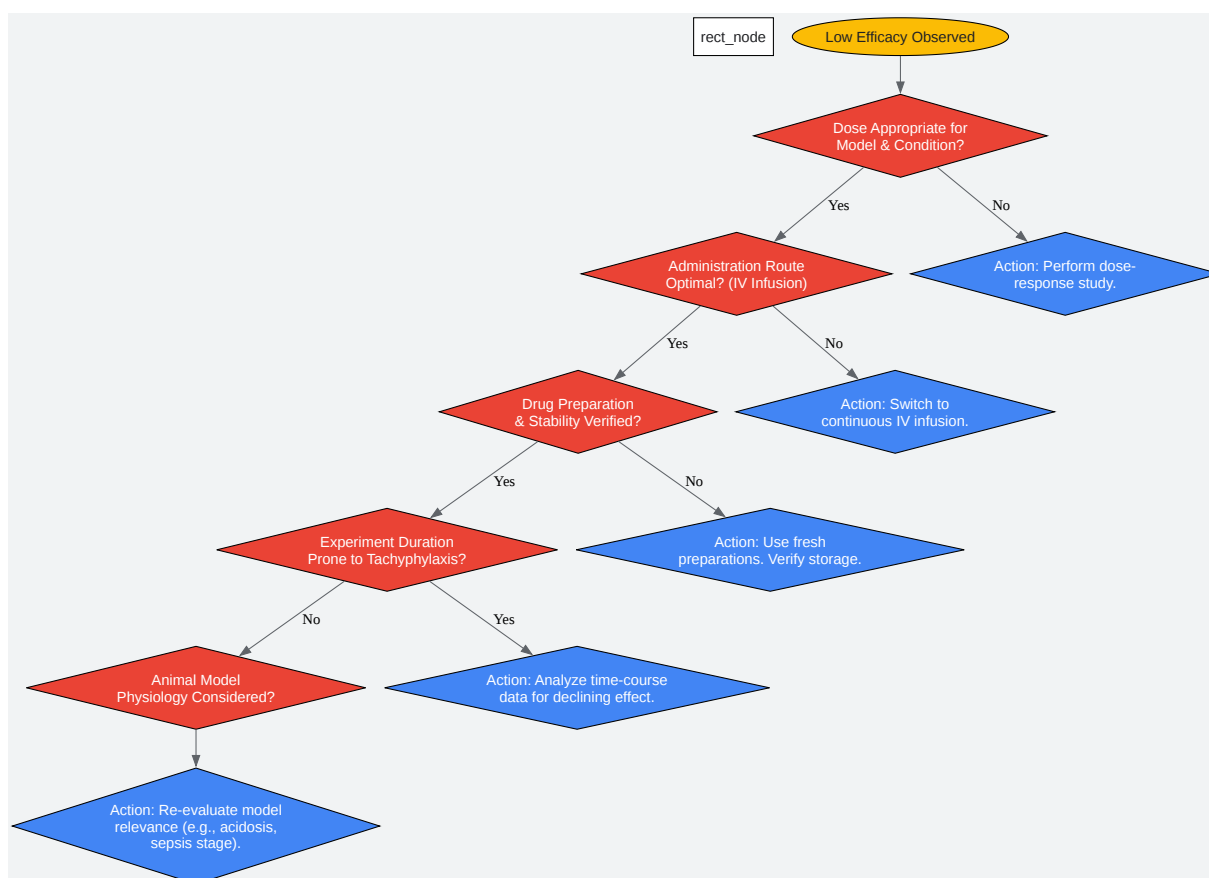 rect_node
Low Efficacy Observed
Dose Appropriate for
Model & Condition?
Yes
No
Administration Route
Optimal? (IV Infusion)
Action: Perform dose-
response study.
Yes
No
Drug Preparation
& Stability Verified?
Action: Switch to
continuous IV infusion.
Yes
No
Experiment Duration
Prone to Tachyphylaxis?
Action: Use fresh
preparations. Verify storage.
No
Yes
Animal Model
Physiology Considered?
Action: Analyze time-course
data for declining effect.
Action: Re-evaluate model
relevance (e.g., acidosis,
sepsis stage).